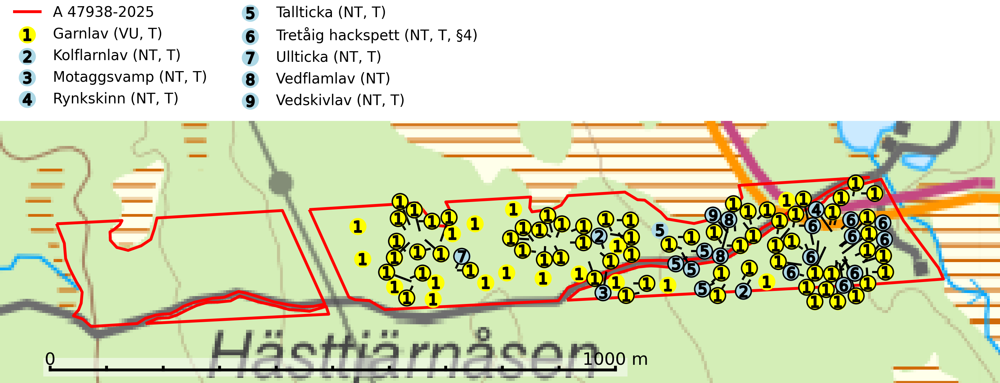 A 47938-2025
1 Garnlav (VU, T)
2 Kolflarnlav (NT, T)
3 Motaggsvamp (NT, T)
4 Rynkskinn (NT, T)
5 Tallticka (NT, T)
6 Tretåig hackspett (NT, T, §4)
7 Ullticka (NT, T)
8 Vedflamlav (NT)
9 Vedskivlav (NT, T)
Hästtjärnåsen
0 1000 m